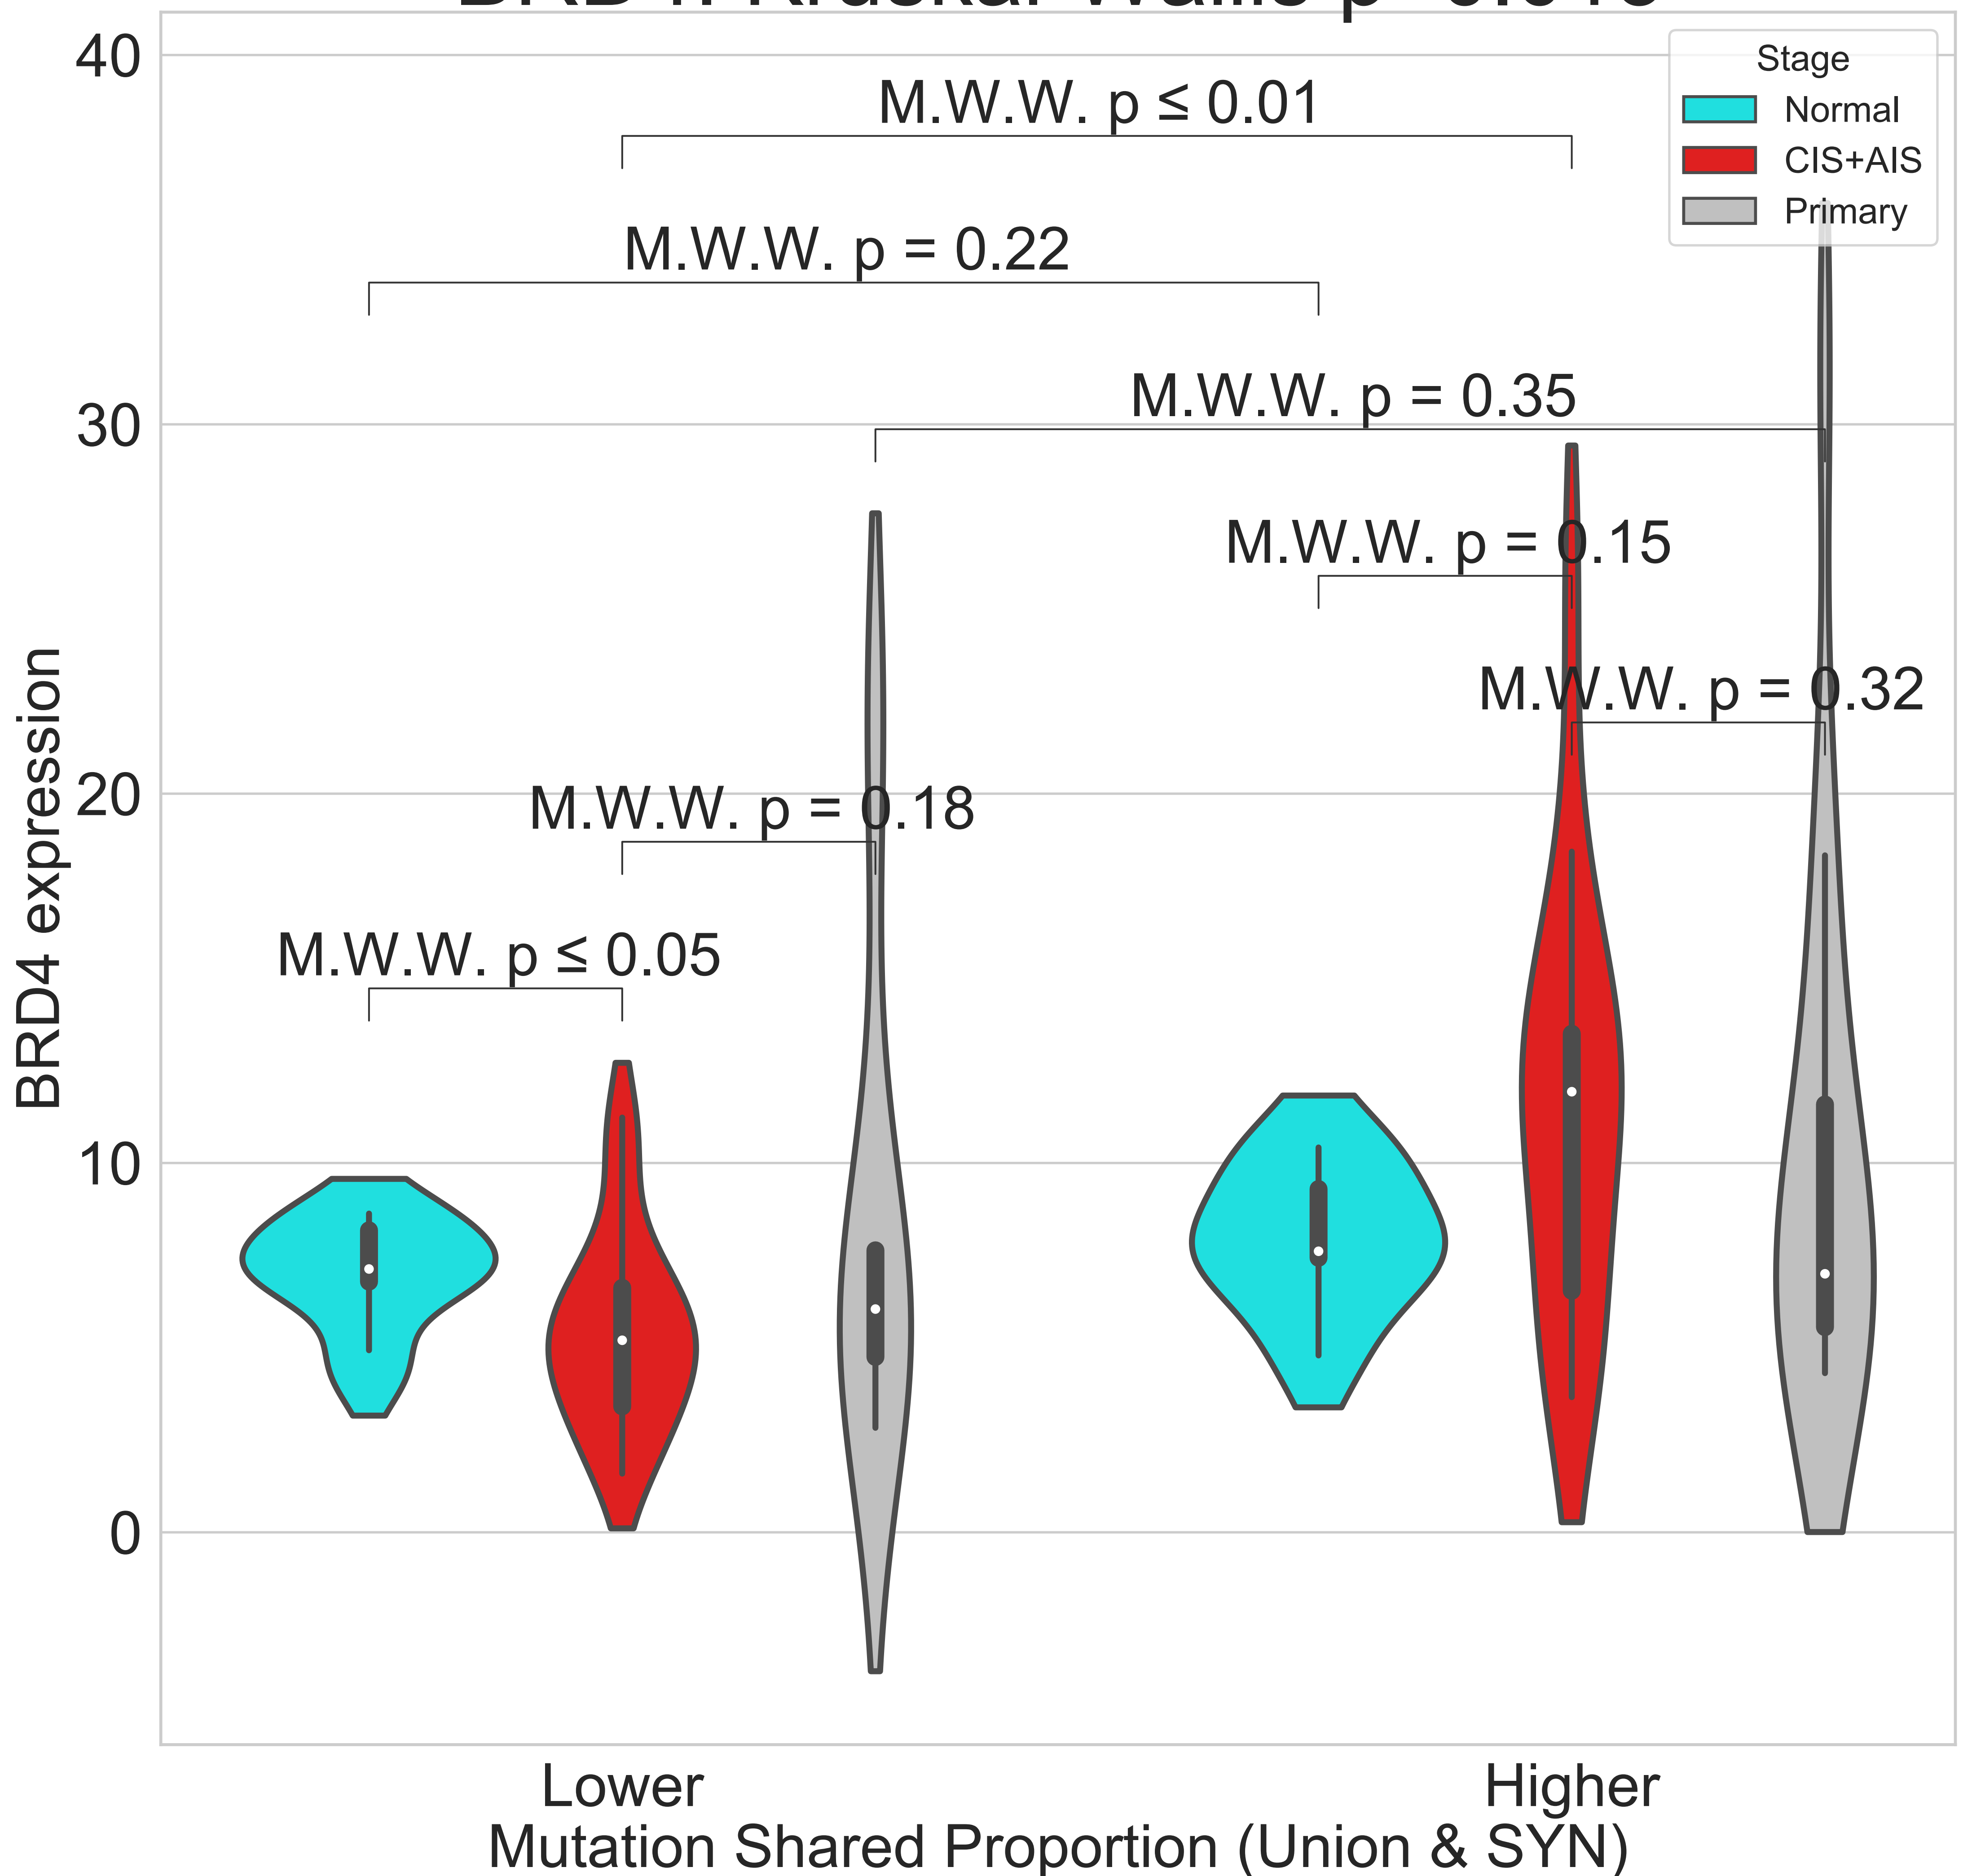 40
30
20
10
0
BRD4 expression
Stage
Normal
CIS+AIS
Primary
M.W.W. p ≤ 0.01
M.W.W. p = 0.22
M.W.W. p = 0.35
M.W.W. p = 0.15
M.W.W. p = 0.32
M.W.W. p = 0.18
M.W.W. p ≤ 0.05
Lower
Higher
Mutation Shared Proportion (Union & SYN)